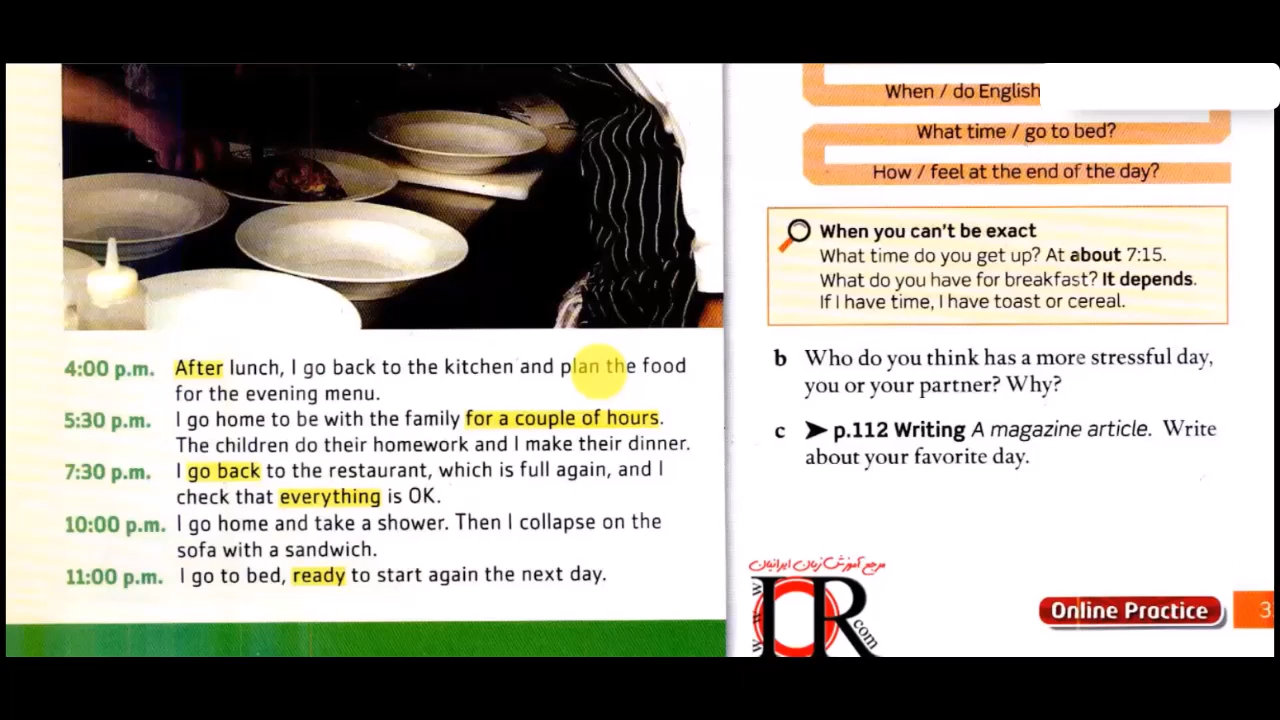 4:00 p.m. After lunch, I go back to the kitchen and plan the food
for the evening menu.
5:30 p.m. I go home to be with the family for a couple of hours.
The children do their homework and I make their dinner.
7:30 p.m. I go back to the restaurant, which is full again, and I
check that everything is OK.
10:00 p.m. I go home and take a shower. Then I collapse on the
sofa with a sandwich.
11:00 p.m. I go to bed, ready to start again the next day.
When / do English
What time / go to bed?
How / feel at the end of the day?
When you can't be exact
What time do you get up? At about 7:15.
What do you have for breakfast? It depends.
If I have time, I have toast or cereal.
b Who do you think has a more stressful day,
you or your partner? Why?
c ➤ p.112 Writing A magazine article. Write
about your favorite day.
مرجع آموزش زبان ایرانیان
www
IR
com
Online Practice
3